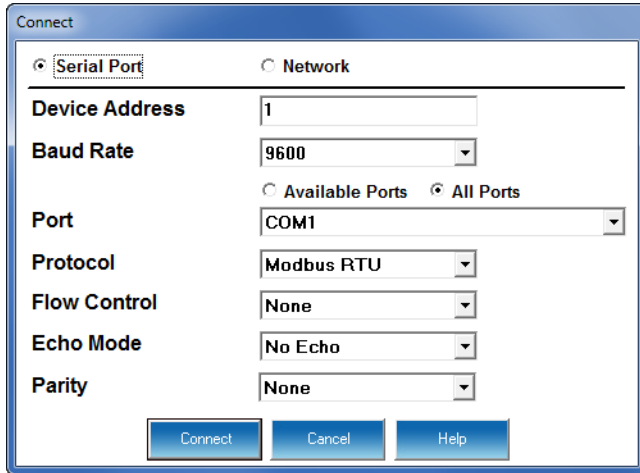 Connect
Serial Port Network
Device Address 1
Baud Rate 9600
Available Ports All Ports
Port COM1
Protocol Modbus RTU
Flow Control None
Echo Mode No Echo
Parity None
Connect Cancel Help